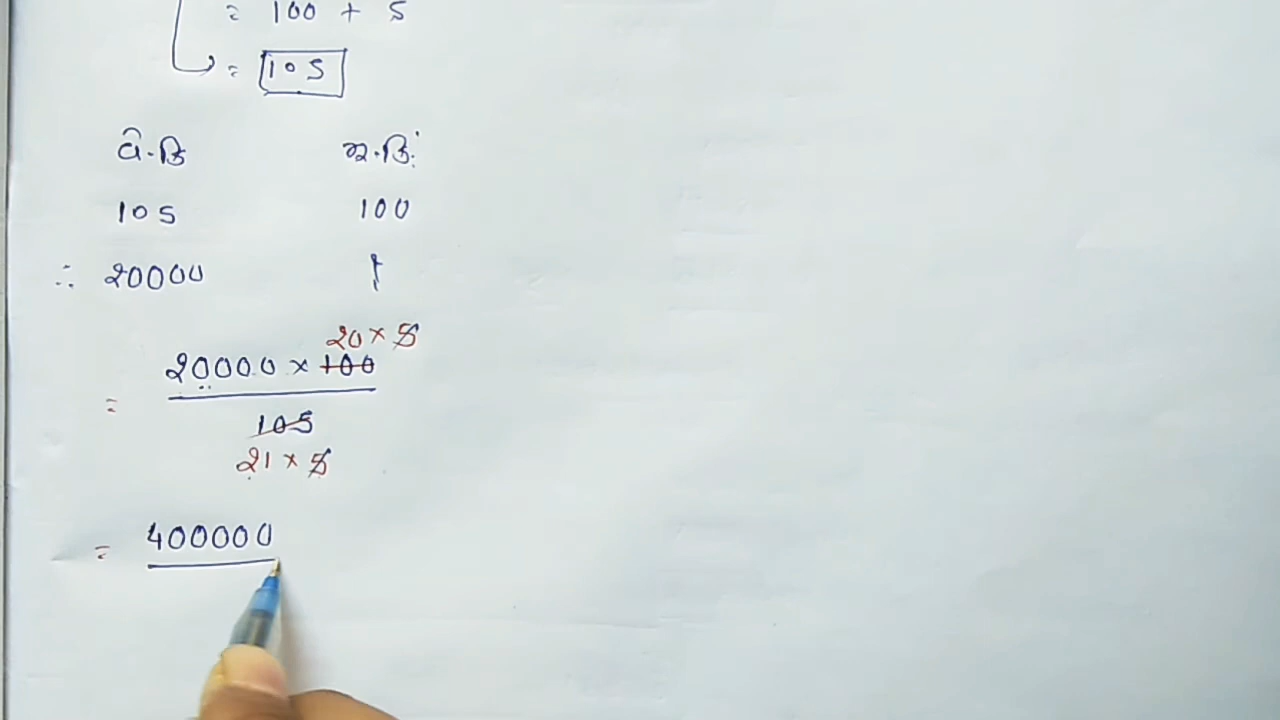 = 100 + 5
= 105
વે.કિં મૂ.કિં.
105 100
∴ 20000 ?
20 × 5
= 20000 × 100
105
21 × 5
= 400000